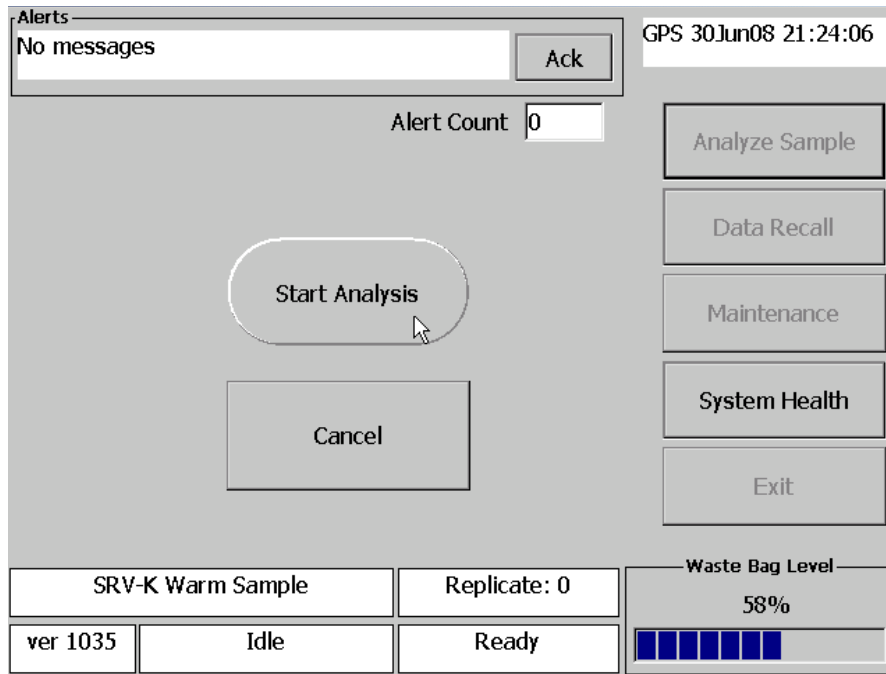 Alerts
No messages
Ack
GPS 30Jun08 21:24:06
Alert Count 0
Analyze Sample
Data Recall
Start Analysis
Maintenance
System Health
Cancel
Exit
SRV-K Warm Sample
Replicate: 0
Waste Bag Level
58%
ver 1035
Idle
Ready